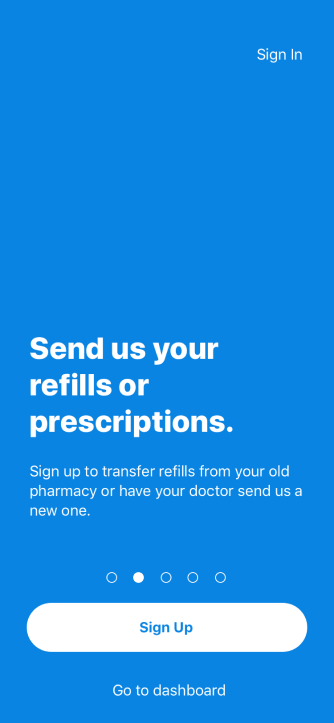 Sign In
Send us your
refills or
prescriptions.
Sign up to transfer refills from your old
pharmacy or have your doctor send us a
new one.
Sign Up
Go to dashboard